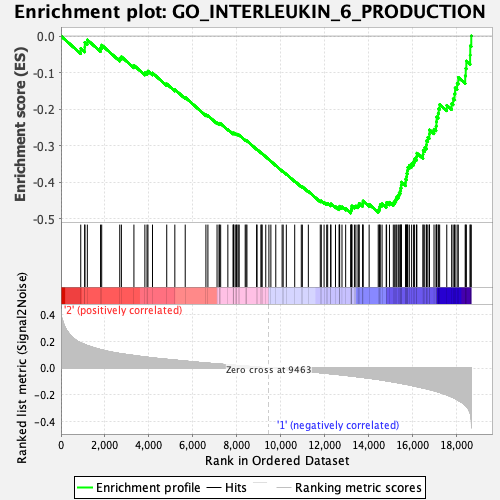 Enrichment plot: GO_INTERLEUKIN_6_PRODUCTION
Enrichment score (ES)
0.0
-0.1
-0.2
-0.3
-0.4
-0.5
Ranked list metric (Signal2Noise)
'2' (positively correlated)
0.4
0.2
0.0
-0.2
-0.4
Zero cross at 9463
'1' (negatively correlated)
0
2,000
4,000
6,000
8,000
10,000
12,000
14,000
16,000
18,000
Rank in Ordered Dataset
Enrichment profile
Hits
Ranking metric scores